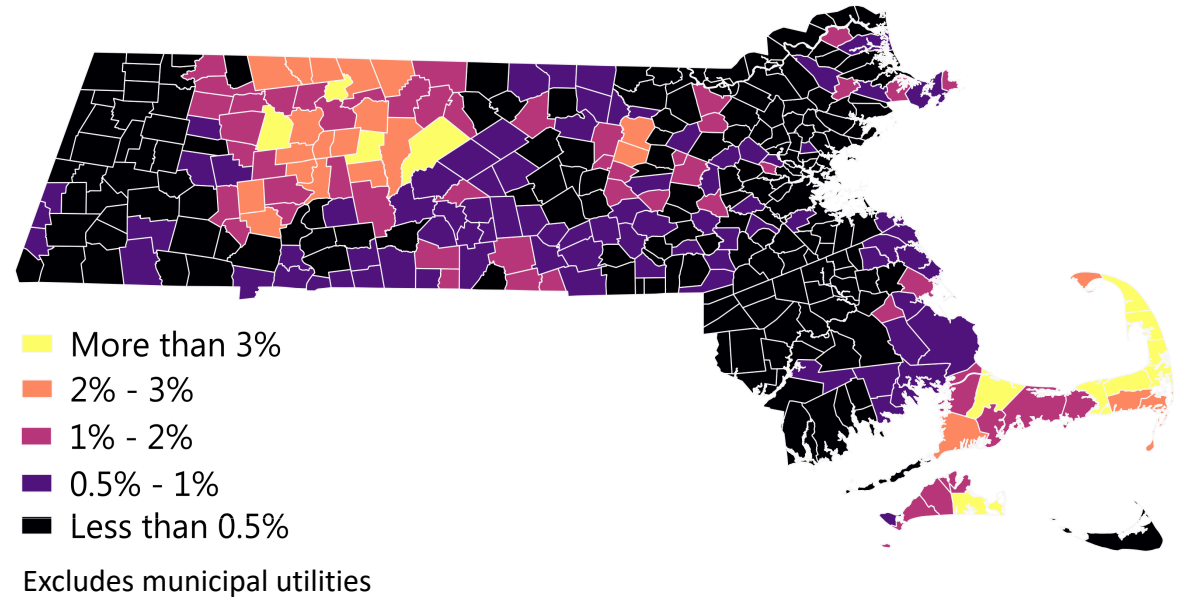 More than 3%
2% - 3%
1% - 2%
0.5% - 1%
Less than 0.5%
Excludes municipal utilities